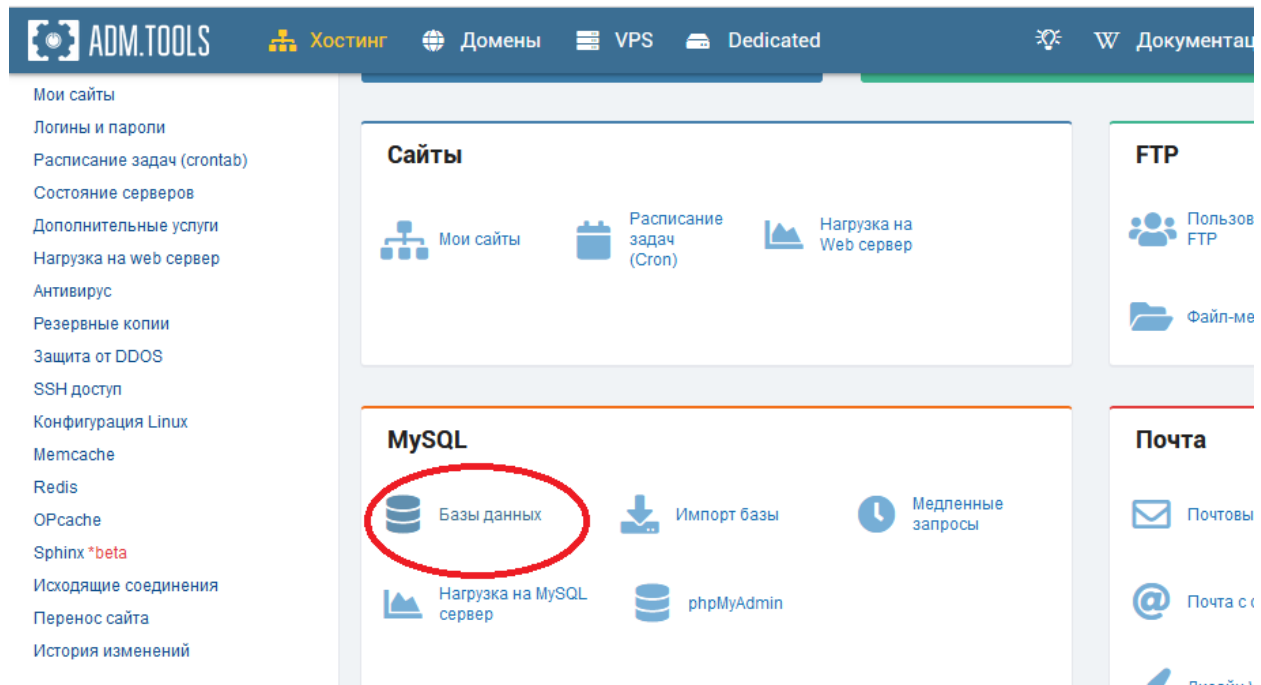 ADM.TOOLS Хостинг Домены VPS Dedicated W Документац
Мои сайты
Логины и пароли
Расписание задач (crontab)
Состояние серверов
Дополнительные услуги
Нагрузка на web сервер
Антивирус
Резервные копии
Защита от DDOS
SSH доступ
Конфигурация Linux
Memcache
Redis
OPcache
Sphinx *beta
Исходящие соединения
Перенос сайта
История изменений
Сайты
Мои сайты
Расписание
задач
(Cron)
Нагрузка на
Web сервер
FTP
Пользов
FTP
Файл-ме
MySQL
Базы данных
Импорт базы
Медленные
запросы
Нагрузка на MySQL
сервер
phpMyAdmin
Почта
Почтовы
Почта с